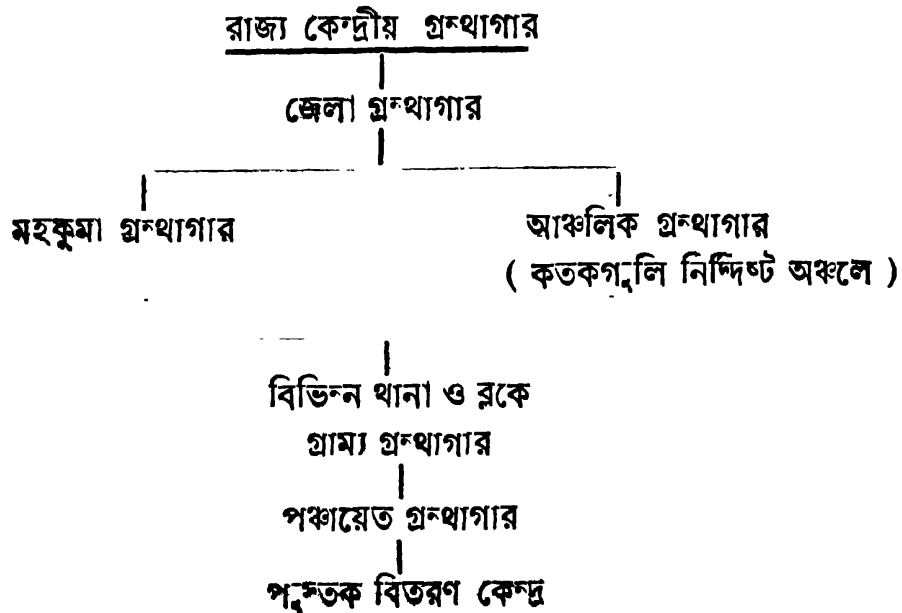 রাজ্য কেন্দ্রীয় গ্রন্থাগার
জেলা গ্রন্থাগার
মহকুমা গ্রন্থাগার
আঞ্চলিক গ্রন্থাগার
( কতকগুলি নির্দ্দিষ্ট অঞ্চলে )
বিভিন্ন থানা ও ব্লকে
গ্রাম্য গ্রন্থাগার
পঞ্চায়েত গ্রন্থাগার
পুস্তক বিতরণ কেন্দ্র